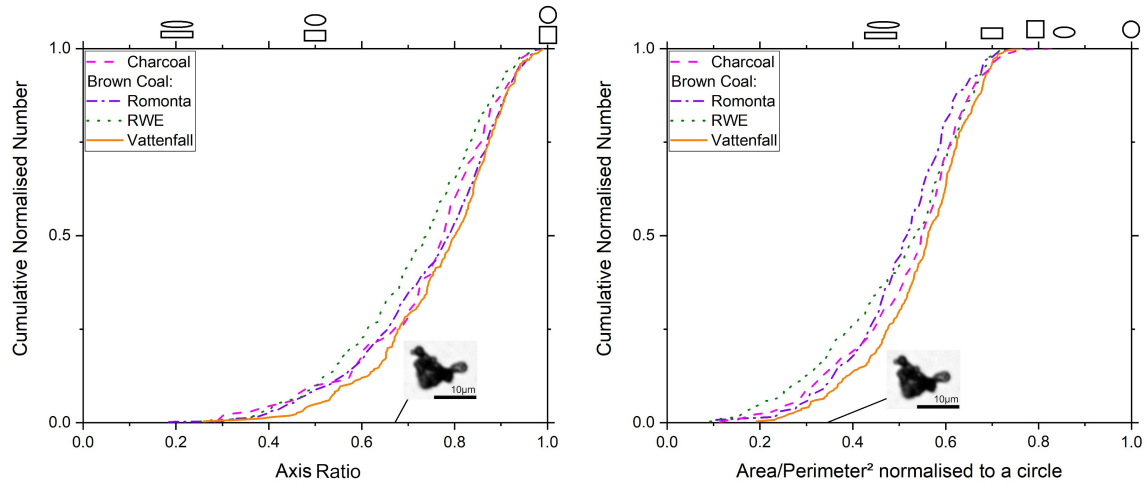 1.0
0.5
0.0
0.0
0.2
0.4
0.6
0.8
1.0
Cumulative Normalised Number
Axis Ratio
Charcoal
Brown Coal:
Romonta
RWE
Vattenfall
10μm
1.0
0.5
0.0
0.0
0.2
0.4
0.6
0.8
1.0
Cumulative Normalised Number
Area/Perimeter² normalised to a circle
Charcoal
Brown Coal:
Romonta
RWE
Vattenfall
10μm